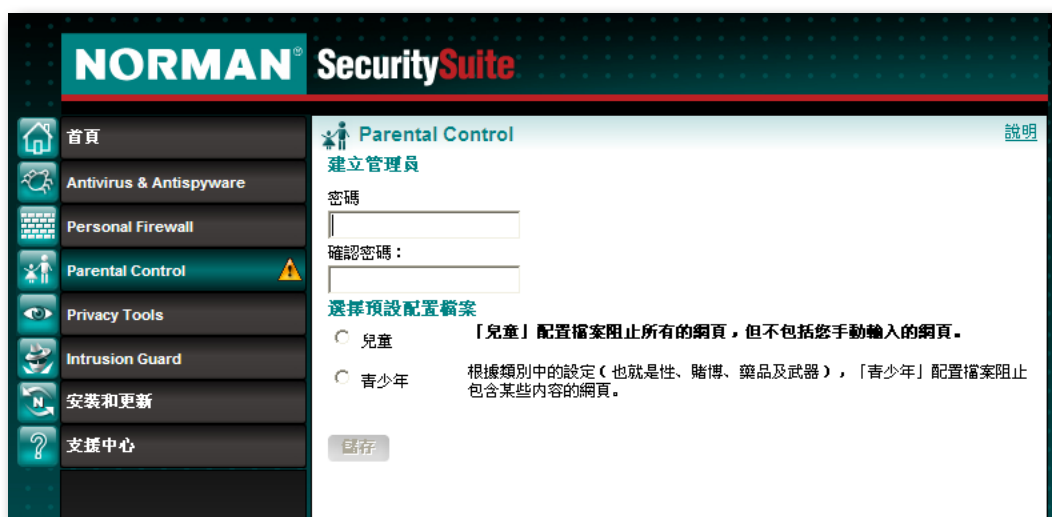 NORMAN® SecuritySuite
首頁
Antivirus & Antispyware
Personal Firewall
Parental Control
Privacy Tools
Intrusion Guard
安裝和更新
支援中心
Parental Control
說明
建立管理員
密碼
確認密碼：
選擇預設配置檔案
兒童
「兒童」配置檔案阻止所有的網頁，但不包括您手動輸入的網頁。
青少年
根據類別中的設定（也就是性、賭博、藥品及武器），「青少年」配置檔案阻止
包含某些內容的網頁。
儲存